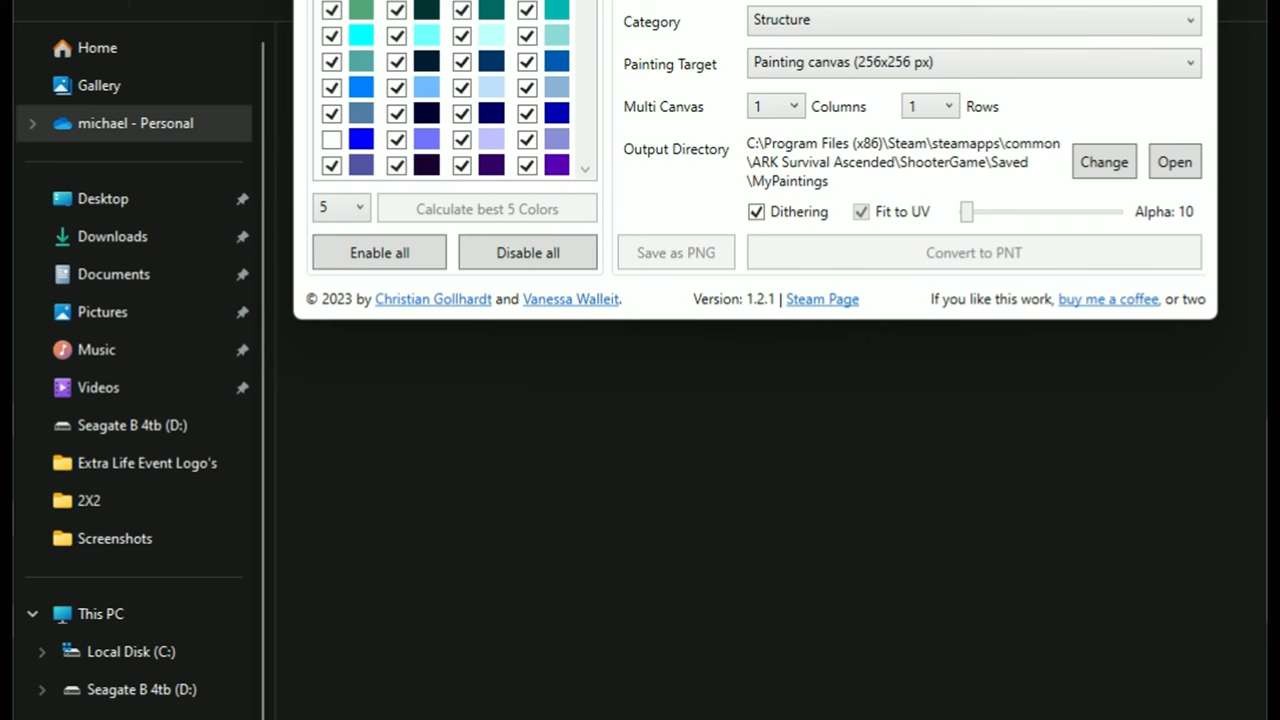 Home
Gallery
michael - Personal
Desktop
Downloads
Documents
Pictures
Music
Videos
Seagate B 4tb (D:)
Extra Life Event Logo's
2X2
Screenshots
This PC
Local Disk (C:)
Seagate B 4tb (D:)
5
Calculate best 5 Colors
Enable all
Disable all
Category
Structure
Painting Target
Painting canvas (256x256 px)
Multi Canvas
1
Columns
1
Rows
Output Directory
C:\Program Files (x86)\Steam\steamapps\common
\ARK Survival Ascended\ShooterGame\Saved
\MyPaintings
Change
Open
Dithering
Fit to UV
Alpha: 10
Save as PNG
Convert to PNT
© 2023 by Christian Gollhardt and Vanessa Walleit.
Version: 1.2.1 | Steam Page
If you like this work, buy me a coffee, or two